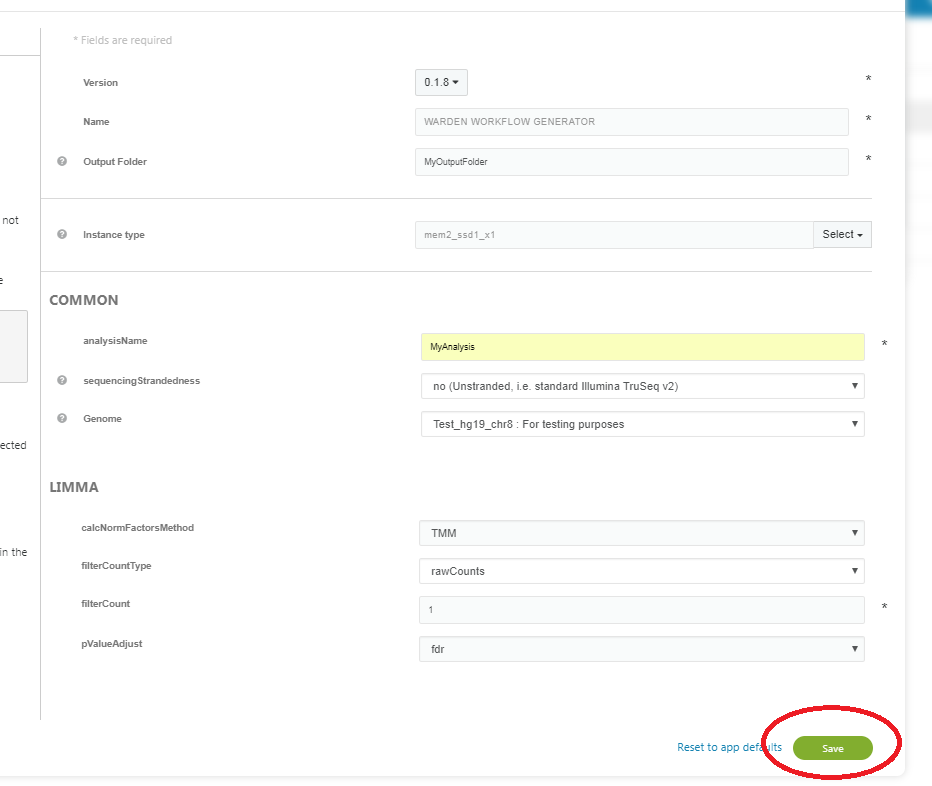 * Fields are required
Version 0.1.8 *
Name WARDEN WORKFLOW GENERATOR *
Output Folder MyOutputFolder *
not
Instance type mem2_ssd1_x1 Select
e
COMMON
analysisName MyAnalysis *
sequencingStrandedness no (Unstranded, i.e. standard Illumina TruSeq v2)
Genome Test_hg19_chr8 : For testing purposes
ected
LIMMA
calcNormFactorsMethod TMM
in the
filterCountType rawCounts
filterCount 1 *
pValueAdjust fdr
Reset to app defaults Save